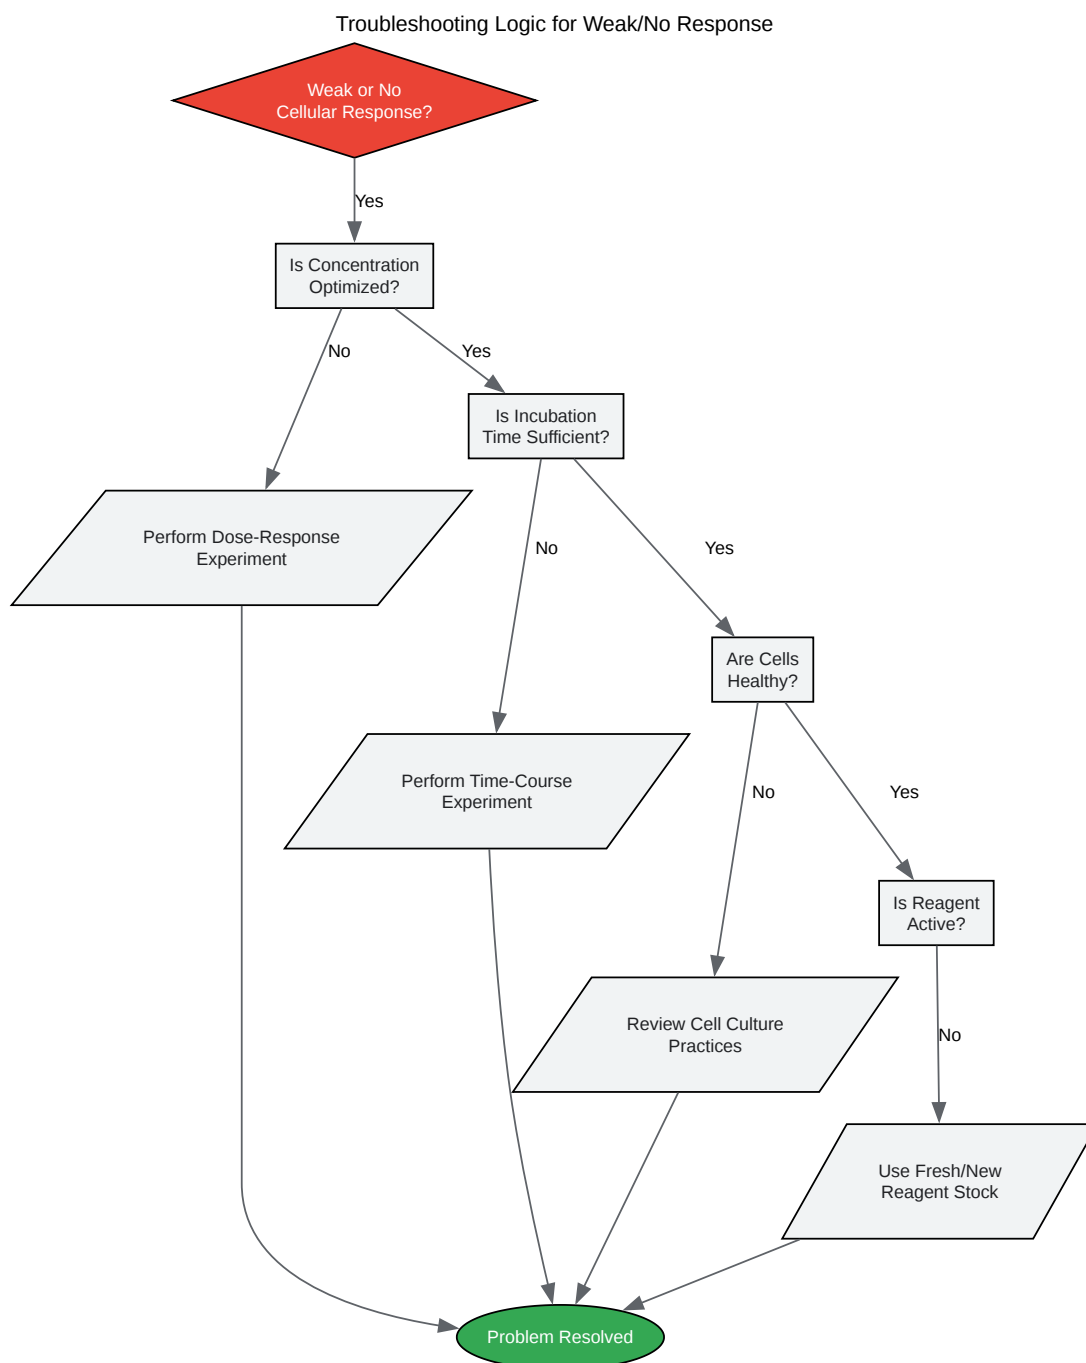 Troubleshooting Logic for Weak/No Response
Weak or No
Cellular Response?
Yes
Is Concentration
Optimized?
No
Yes
Is Incubation
Time Sufficient?
Perform Dose-Response
Experiment
No
Yes
Are Cells
Healthy?
Perform Time-Course
Experiment
No
Yes
Is Reagent
Active?
Review Cell Culture
Practices
No
Use Fresh/New
Reagent Stock
Problem Resolved